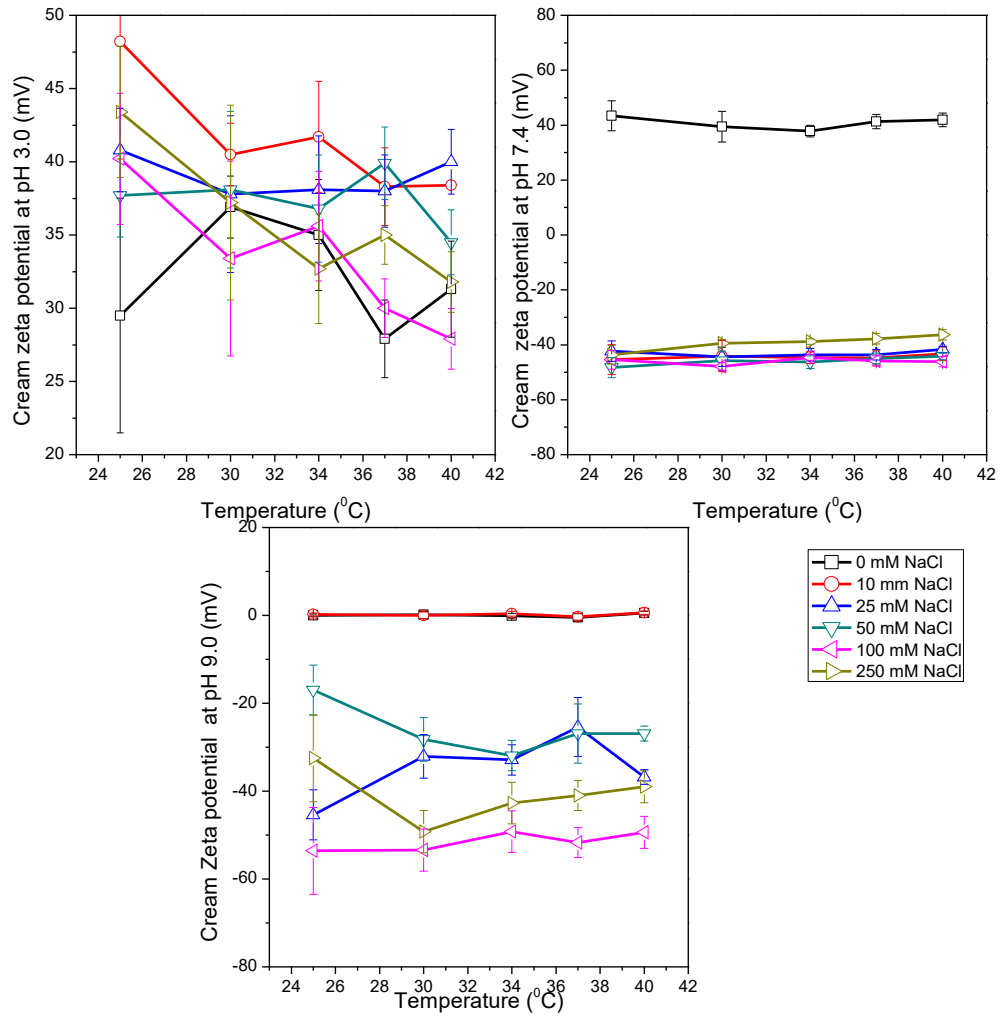 Cream zeta potential at pH 3.0 (mV)
50
45
40
35
30
25
20
24 26 28 30 32 34 36 38 40 42
Temperature (⁰C)
Cream zeta potential at pH 7.4 (mV)
80
60
40
20
0
-20
-40
-60
-80
24 26 28 30 32 34 36 38 40 42
Temperature (⁰C)
Cream Zeta potential at pH 9.0 (mV)
20
0
-20
-40
-60
-80
24 26 28 30 32 34 36 38 40 42
Temperature (⁰C)
0 mM NaCl
10 mm NaCl
25 mM NaCl
50 mM NaCl
100 mM NaCl
250 mM NaCl